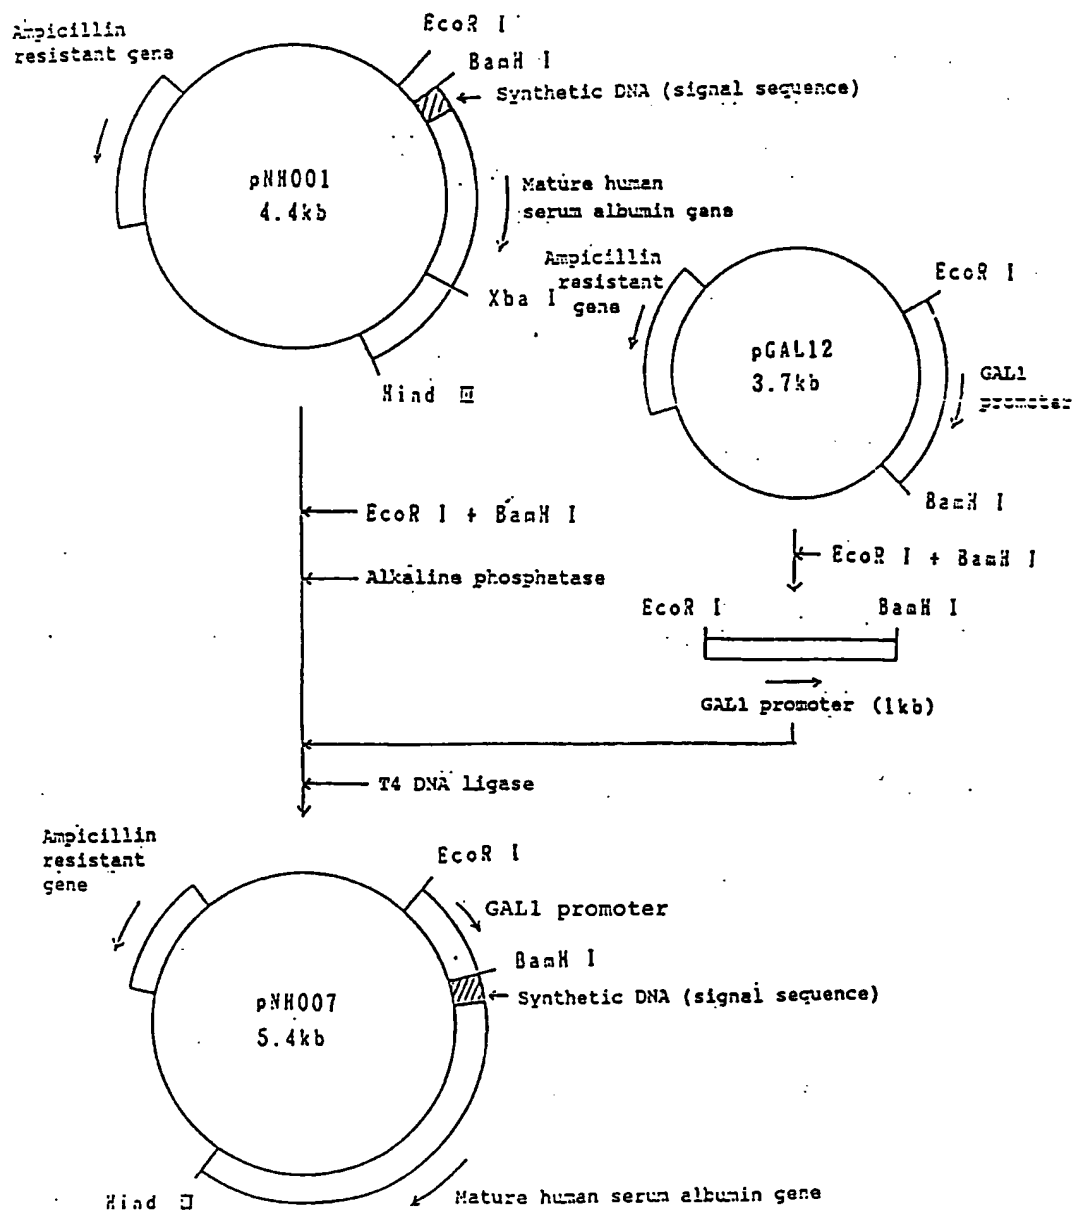 Ampicillin
resistant gene
EcoR I
BamH I
Synthetic DNA (signal sequence)
pNH001
4.4kb
Mature human
serum albumin gene
Xba I
Hind III
Ampicillin
resistant
gene
EcoR I
pGAL12
3.7kb
GAL1
promoter
BamH I
EcoR I + BamH I
Alkaline phosphatase
EcoR I + BamH I
EcoR I
BamH I
GAL1 promoter (1kb)
T4 DNA ligase
Ampicillin
resistant
gene
EcoR I
GAL1 promoter
BamH I
Synthetic DNA (signal sequence)
pNH007
5.4kb
Hind
Mature human serum albumin gene